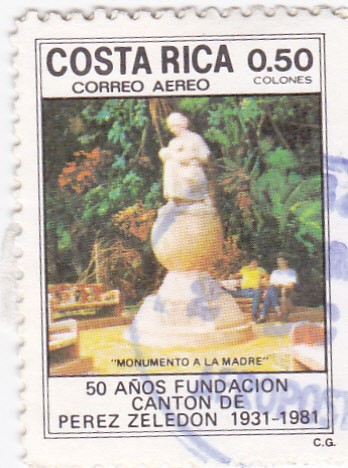 COSTA RICA 0.50
CORREO AEREO COLONES
"MONUMENTO A LA MADRE"
50 AÑOS FUNDACION
CANTON DE
PEREZ ZELEDON 1931-1981
C.G.